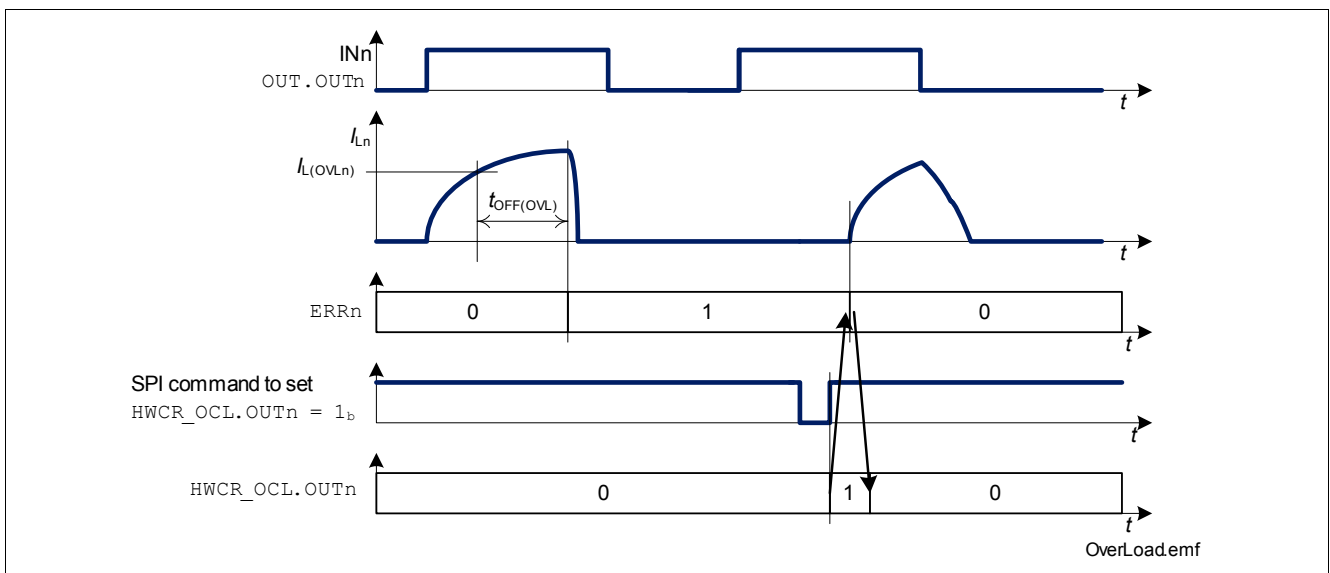 INn
OUT.OUTn
t
ILn
IL(OVLn)
tOFF(OVL)
t
ERRn
0 1 0
t
SPI command to set
HWCR_OCL.OUTn = 1b
t
HWCR_OCL.OUTn
0 1 0
t
OverLoad.emf